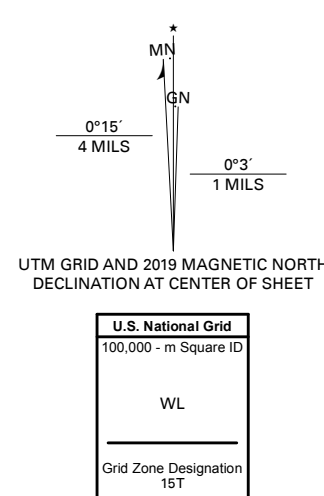 ★
MN
GN
0°15´
4 MILS
0°3´
1 MILS
UTM GRID AND 2019 MAGNETIC NORTH
DECLINATION AT CENTER OF SHEET
U.S. National Grid
100,000 - m Square ID
WL
Grid Zone Designation
15T